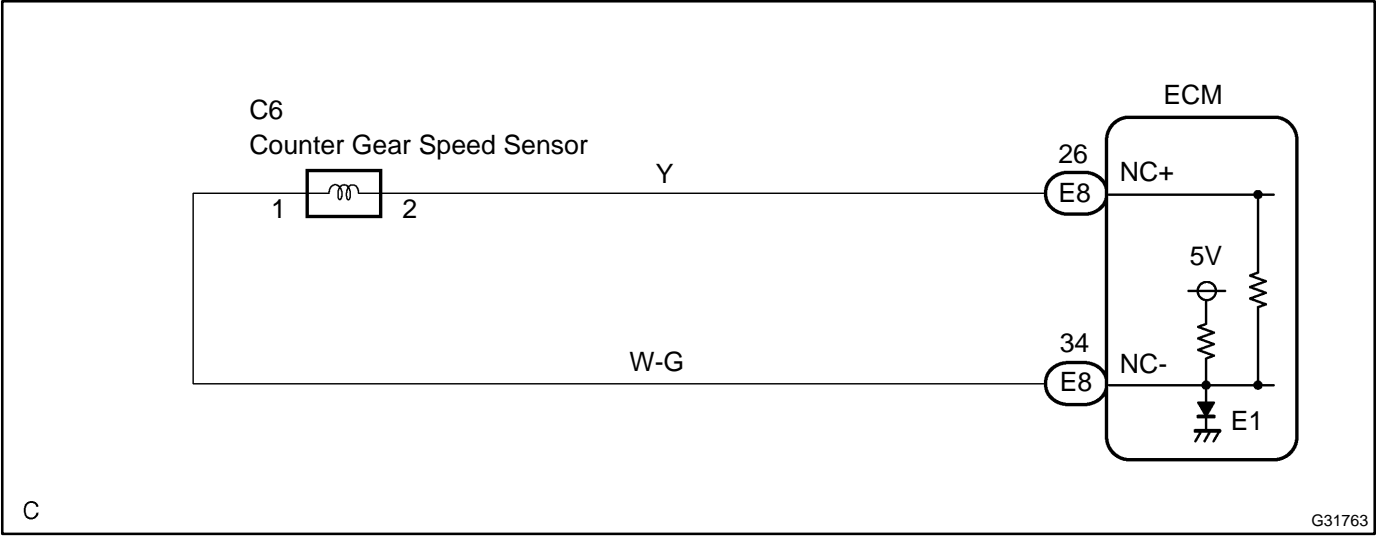 C6
Counter Gear Speed Sensor
1
2
Y
W-G
ECM
26
E8
NC+
5V
34
E8
NC-
E1
C
G31763